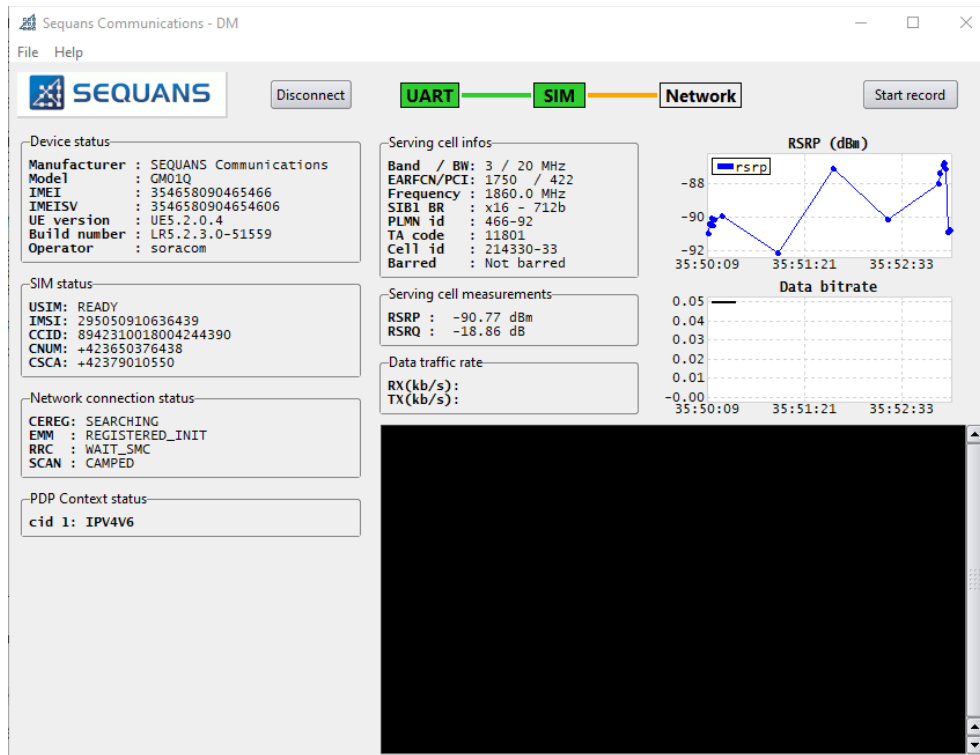 Sequans Communications - DM
File Help
SEQUANS
Disconnect
UART
SIM
Network
Start record
Device status
Manufacturer : SEQUANS Communications
Model : GM01Q
IMEI : 354658090465466
IMEISV : 3546580904654606
UE version : UE5.2.0.4
Build number : LR5.2.3.0-51559
Operator : soracom
SIM status
USIM: READY
IMSI: 295050910636439
CCID: 8942310018004244390
CNUM: +423650376438
CSCA: +42379010550
Network connection status
CEREG: SEARCHING
EMM : REGISTERED_INIT
RRC : WAIT_SMC
SCAN : CAMPED
PDP Context status
cid 1: IPV4V6
Serving cell infos
Band / BW: 3 / 20 MHz
EARFCN/PCI: 1750 / 422
Frequency : 1860.0 MHz
SIB1 BR : x16 - 712b
PLMN id : 466-92
TA code : 11801
Cell id : 214330-33
Barred : Not barred
Serving cell measurements
RSRP : -90.77 dBm
RSRQ : -18.86 dB
Data traffic rate
RX(kb/s):
TX(kb/s):
RSRP (dBm)
rsrp
-88
-90
-92
35:50:09 35:51:21 35:52:33
Data bitrate
0.05
0.04
0.03
0.02
0.01
-0.00
35:50:09 35:51:21 35:52:33